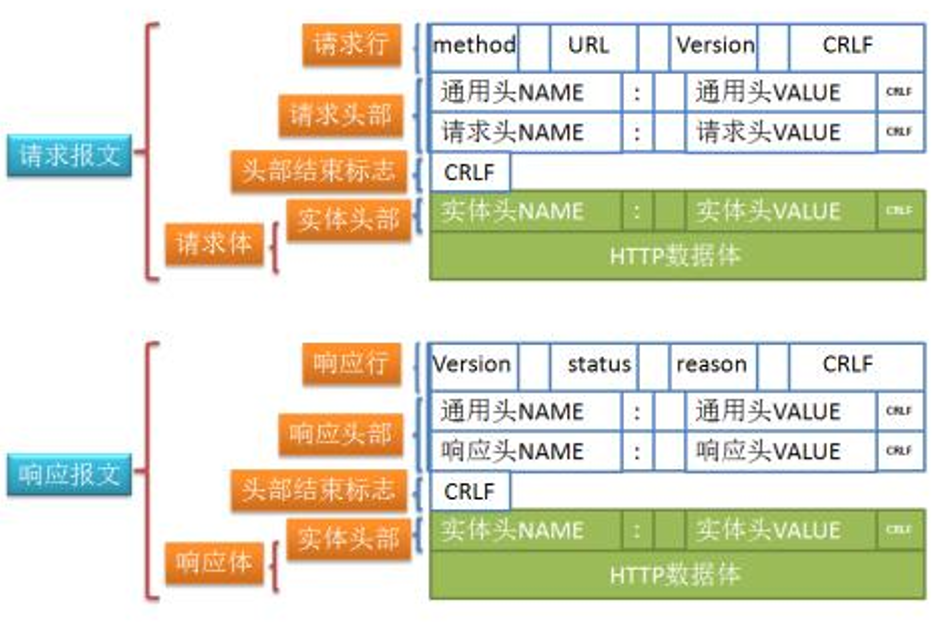 请求行 method URL Version CRLF
请求头部 通用头NAME : 通用头VALUE CRLF
请求头NAME : 请求头VALUE CRLF
请求报文
头部结束标志 CRLF
实体头部 实体头NAME : 实体头VALUE CRLF
请求体 HTTP数据体
响应行 Version status reason CRLF
响应头部 通用头NAME : 通用头VALUE CRLF
响应头NAME : 响应头VALUE CRLF
响应报文
头部结束标志 CRLF
实体头部 实体头NAME : 实体头VALUE CRLF
响应体 HTTP数据体